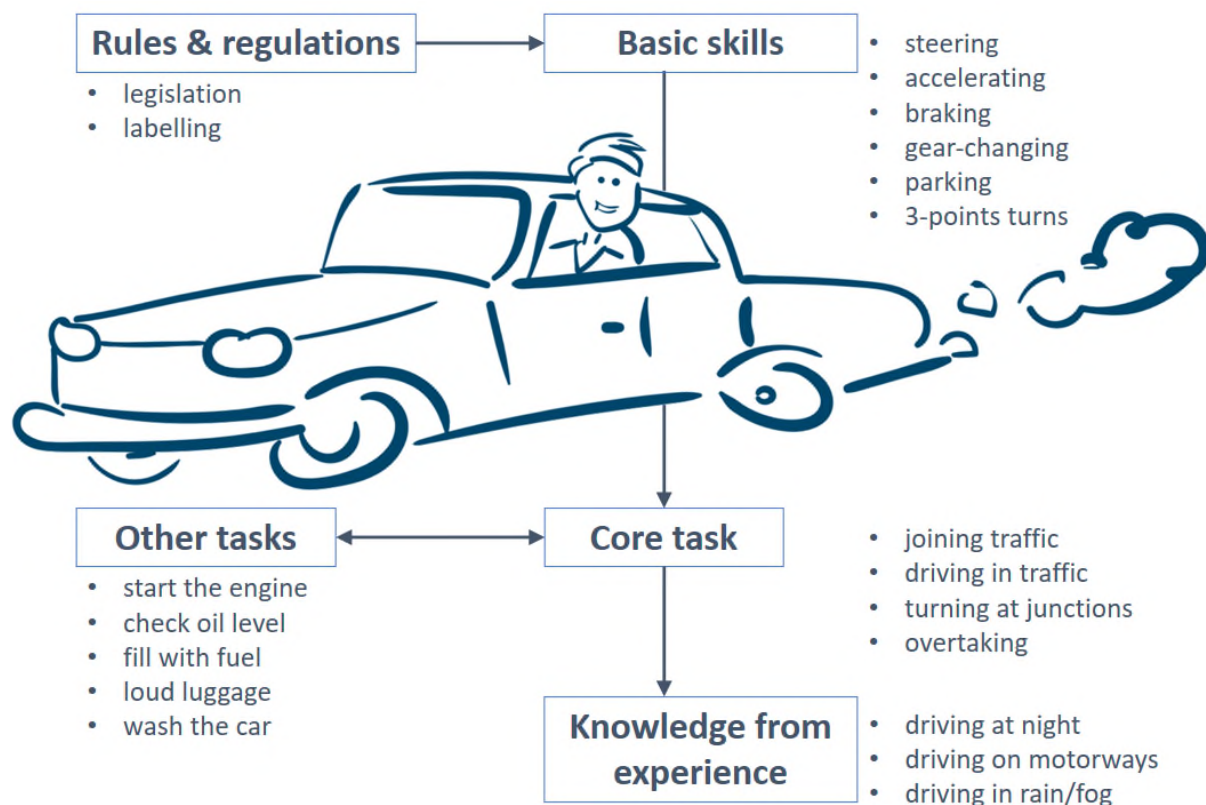 Rules & regulations
• legislation
• labelling
Basic skills
• steering
• accelerating
• braking
• gear-changing
• parking
• 3-points turns
Other tasks
• start the engine
• check oil level
• fill with fuel
• loud luggage
• wash the car
Core task
• joining traffic
• driving in traffic
• turning at junctions
• overtaking
Knowledge from
experience
• driving at night
• driving on motorways
• driving in rain/fog